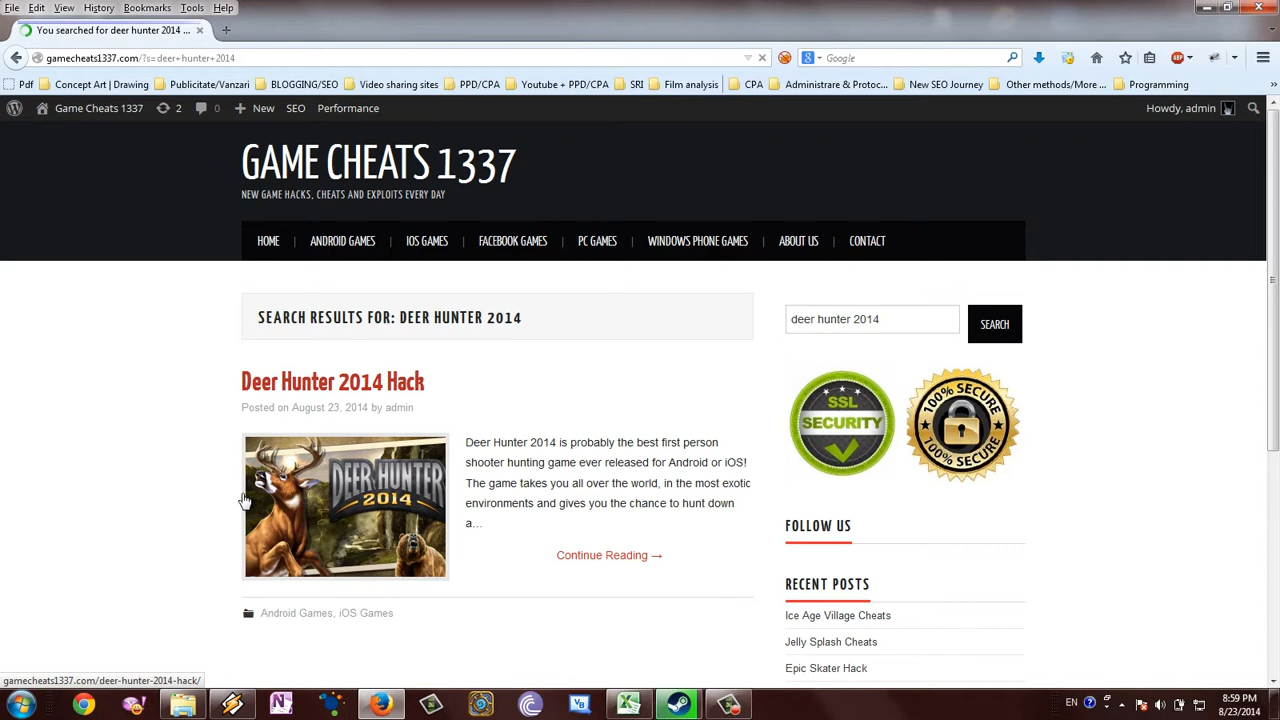 File Edit View History Bookmarks Tools Help
You searched for deer hunter 2014 ...
gamecheats1337.com/?s=deer+hunter+2014
Google
Pdf Concept Art | Drawing Publicitate/Vanzari BLOGGING/SEO Video sharing sites PPD/CPA Youtube + PPD/CPA SRI Film analysis CPA Administrare & Protoc... New SEO Journey Other methods/More ... Programming
Game Cheats 1337 2 0 New SEO Performance Howdy, admin
GAME CHEATS 1337
NEW GAME HACKS, CHEATS AND EXPLOITS EVERY DAY
HOME | ANDROID GAMES | IOS GAMES | FACEBOOK GAMES | PC GAMES | WINDOWS PHONE GAMES | ABOUT US | CONTACT
SEARCH RESULTS FOR: DEER HUNTER 2014
Deer Hunter 2014 Hack
Posted on August 23, 2014 by admin
DEER HUNTER
2014
Deer Hunter 2014 is probably the best first person
shooter hunting game ever released for Android or iOS!
The game takes you all over the world, in the most exotic
environments and gives you the chance to hunt down
a…
Continue Reading →
Android Games, iOS Games
deer hunter 2014
SEARCH
SSL
SECURITY
100% SECURE
100% SECURE
FOLLOW US
RECENT POSTS
Ice Age Village Cheats
Jelly Splash Cheats
Epic Skater Hack
gamecheats1337.com/deer-hunter-2014-hack/
EN
8:59 PM
8/23/2014